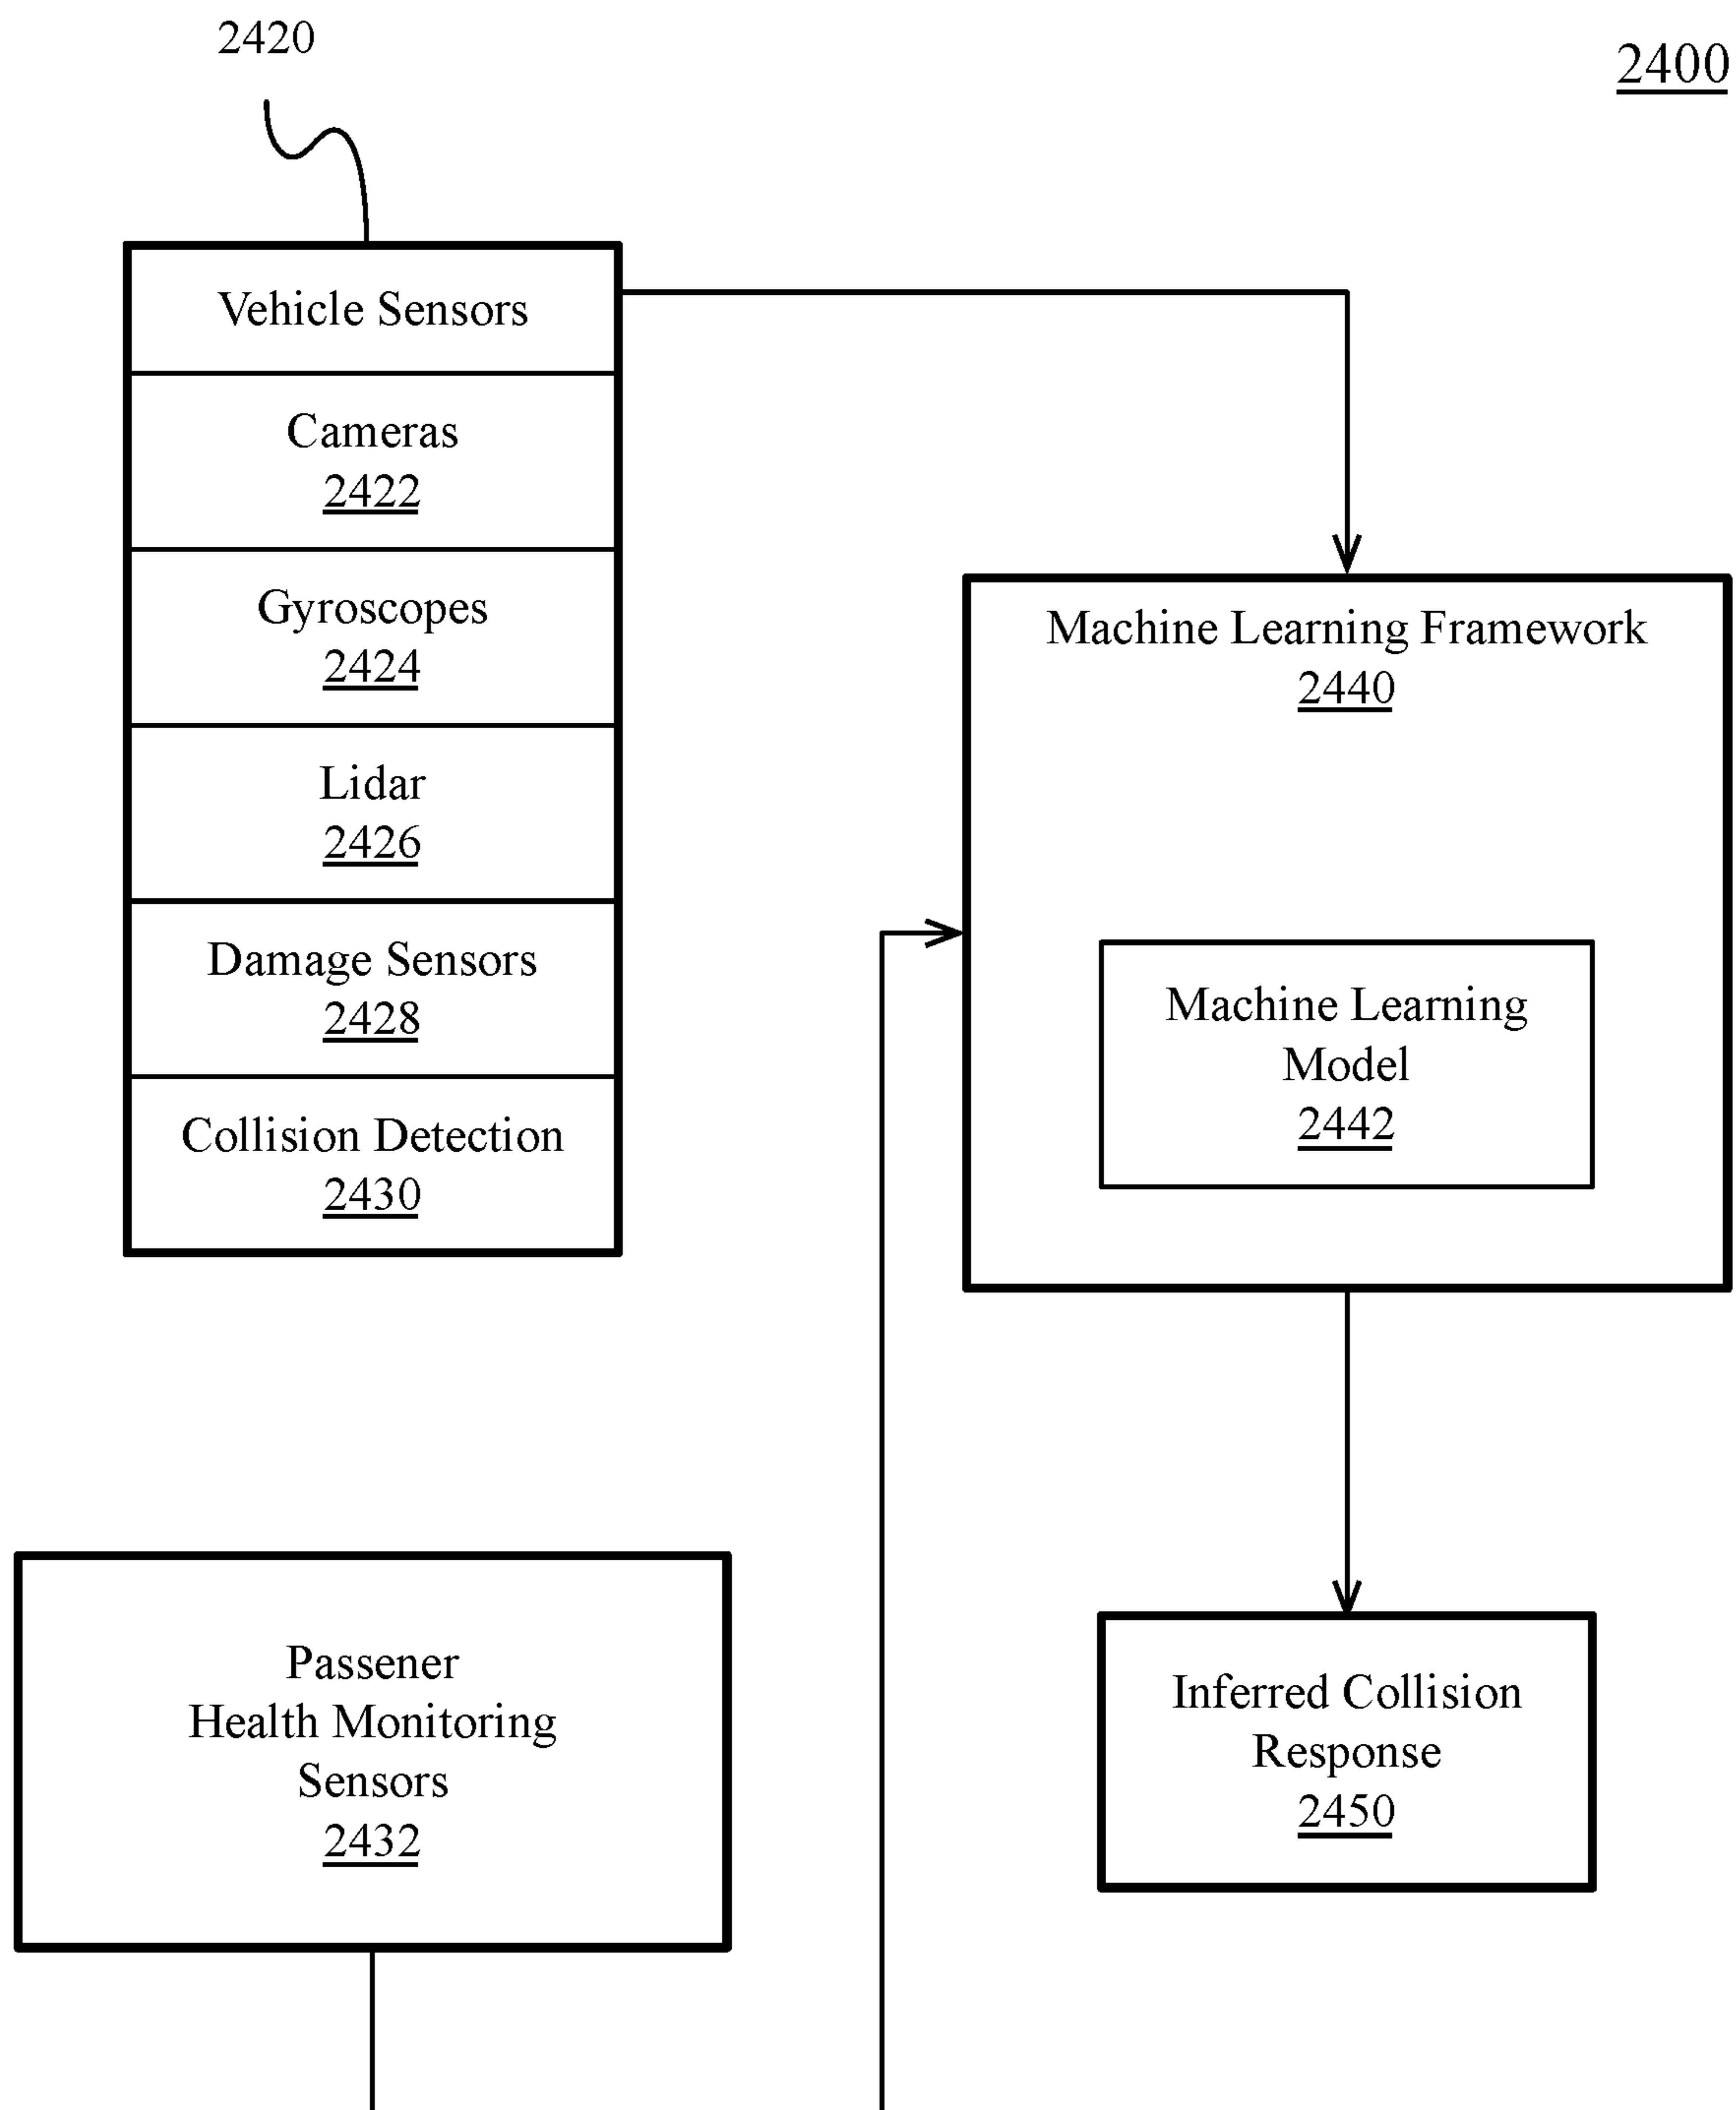 2420
2400
Vehicle Sensors
Cameras
2422
Gyroscopes
2424
Lidar
2426
Damage Sensors
2428
Collision Detection
2430
Machine Learning Framework
2440
Machine Learning
Model
2442
Passener
Health Monitoring
Sensors
2432
Inferred Collision
Response
2450